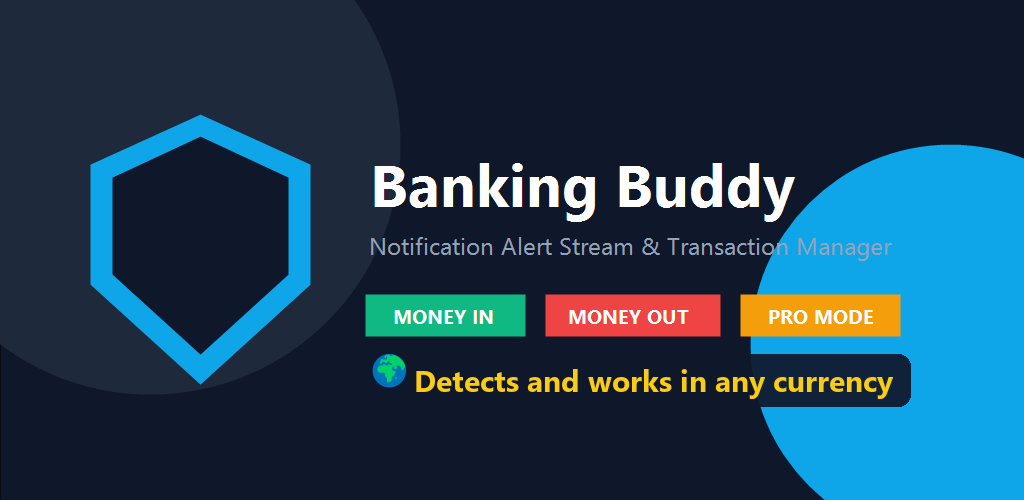 Banking Buddy
Notification Alert Stream & Transaction Manager
MONEY IN MONEY OUT PRO MODE
Detects and works in any currency